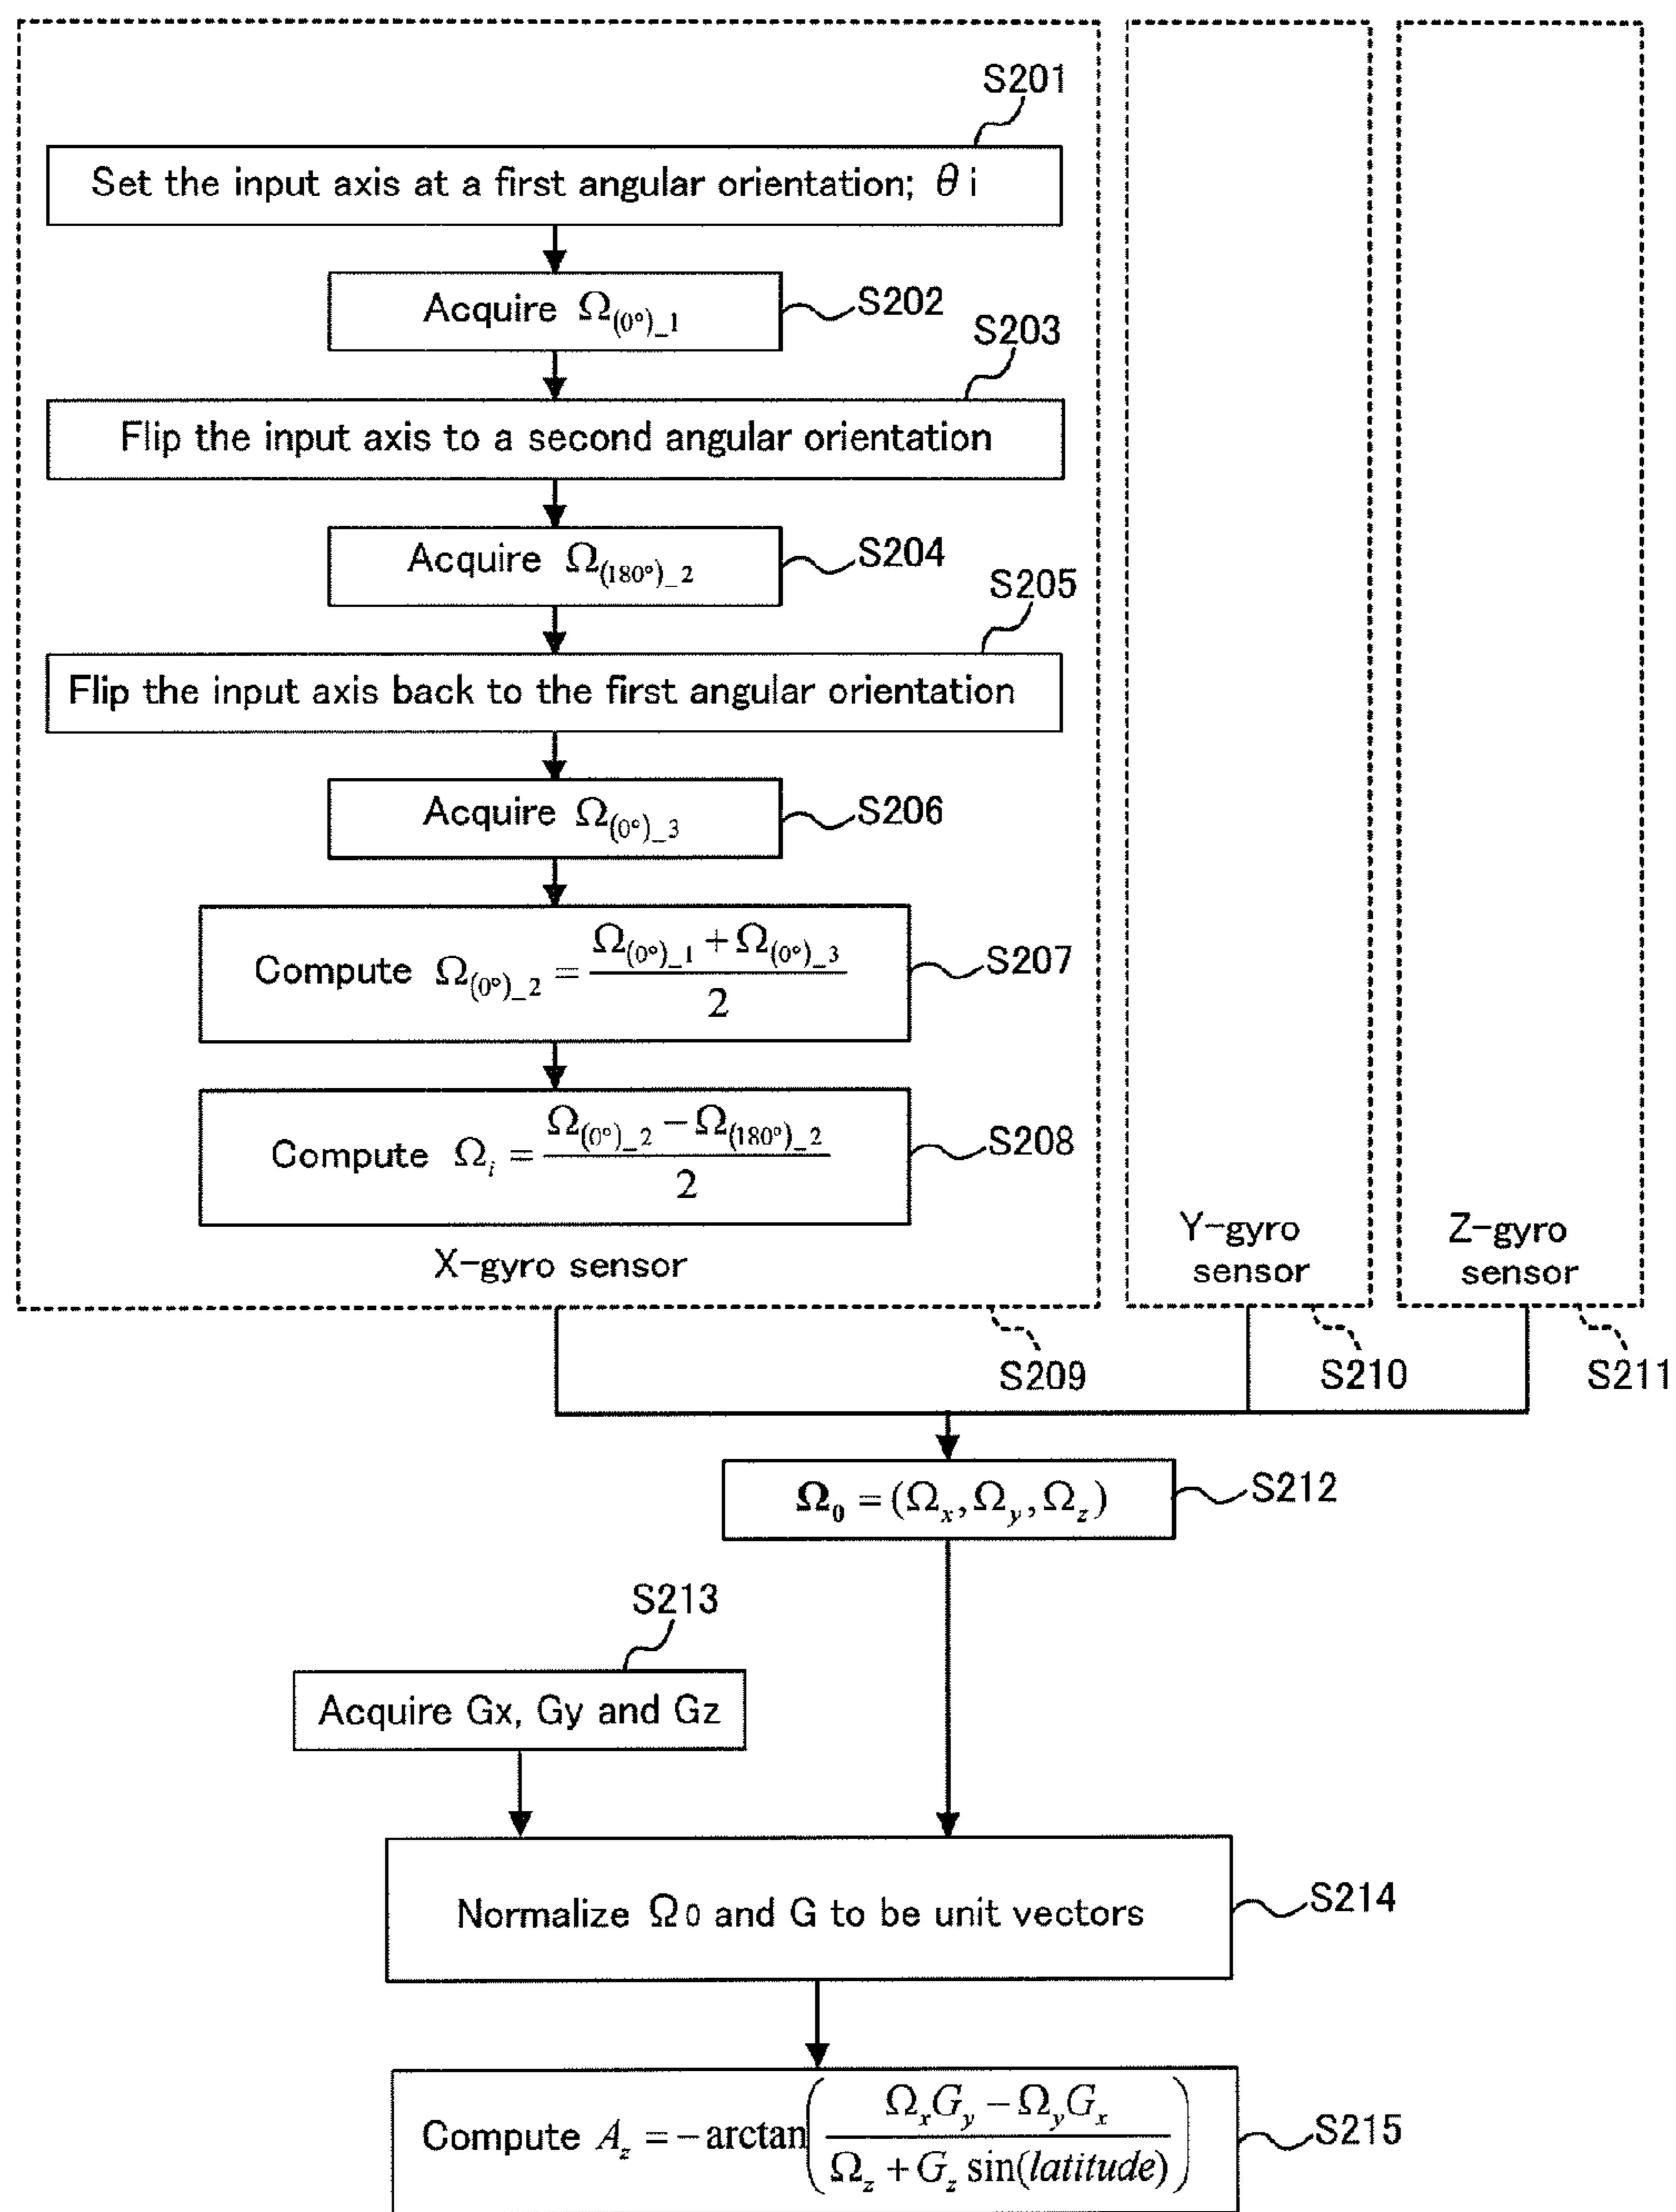 S201
Set the input axis at a first angular orientation; θ i
Acquire Ω(0°)_1
S202
S203
Flip the input axis to a second angular orientation
Acquire Ω(180°)_2
S204
S205
Flip the input axis back to the first angular orientation
Acquire Ω(0°)_3
S206
Compute Ω(0°)_2 = (Ω(0°)_1 + Ω(0°)_3) / 2
S207
Compute Ωi = (Ω(0°)_2 − Ω(180°)_2) / 2
S208
X-gyro sensor
Y-gyro
sensor
Z-gyro
sensor
S209
S210
S211
Ω0 = (Ωx, Ωy, Ωz)
S212
S213
Acquire Gx, Gy and Gz
Normalize Ω0 and G to be unit vectors
S214
Compute Az = − arctan( (ΩxGy − ΩyGx) / (Ωz + Gz sin(latitude)) )
S215